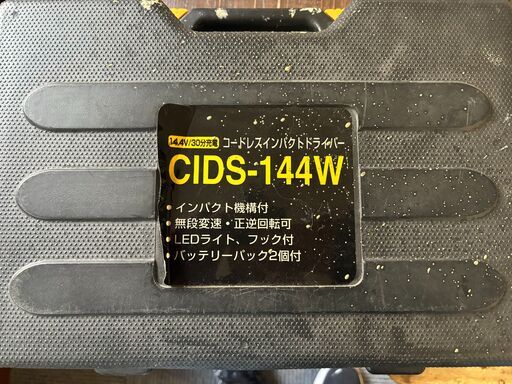 14.4V/30分充電 コードレスインパクトドライバー
CIDS-144W
• インパクト機構付
• 無段変速・正逆回転可
• LEDライト、フック付
• バッテリーパック2個付